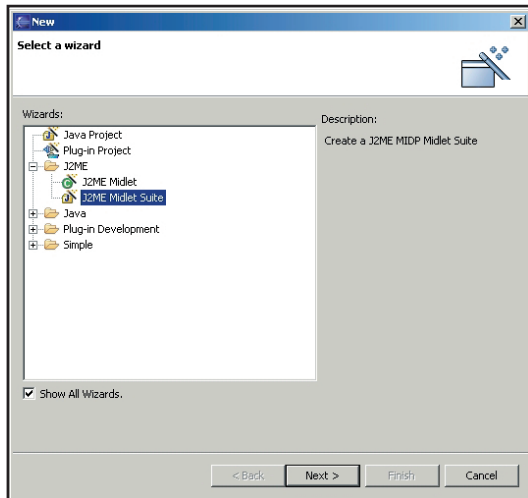 New
Select a wizard
Wizards:
Java Project
Plug-in Project
J2ME
J2ME Midlet
J2ME Midlet Suite
Java
Plug-in Development
Simple
Description:
Create a J2ME MIDP Midlet Suite
Show All Wizards.
< Back
Next >
Finish
Cancel